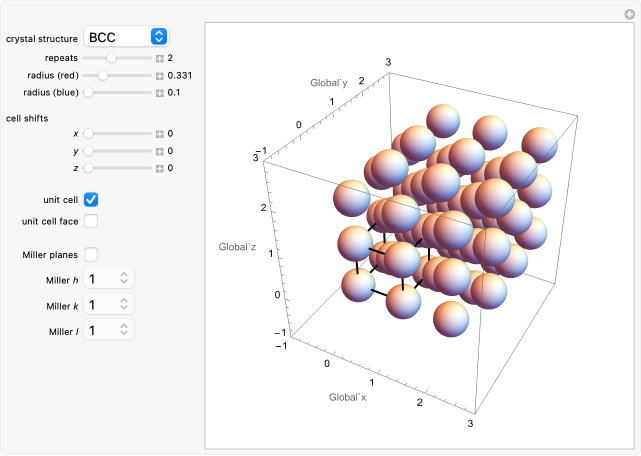 crystal structure BCC
repeats 2
radius (red) 0.331
radius (blue) 0.1
cell shifts
x 0
y 0
z 0
unit cell
unit cell face
Miller planes
Miller h 1
Miller k 1
Miller l 1
3
Global`y 2
1
0
−1
3
2
Global`z 1
0
−1
−1
0
1
Global`x 2
3